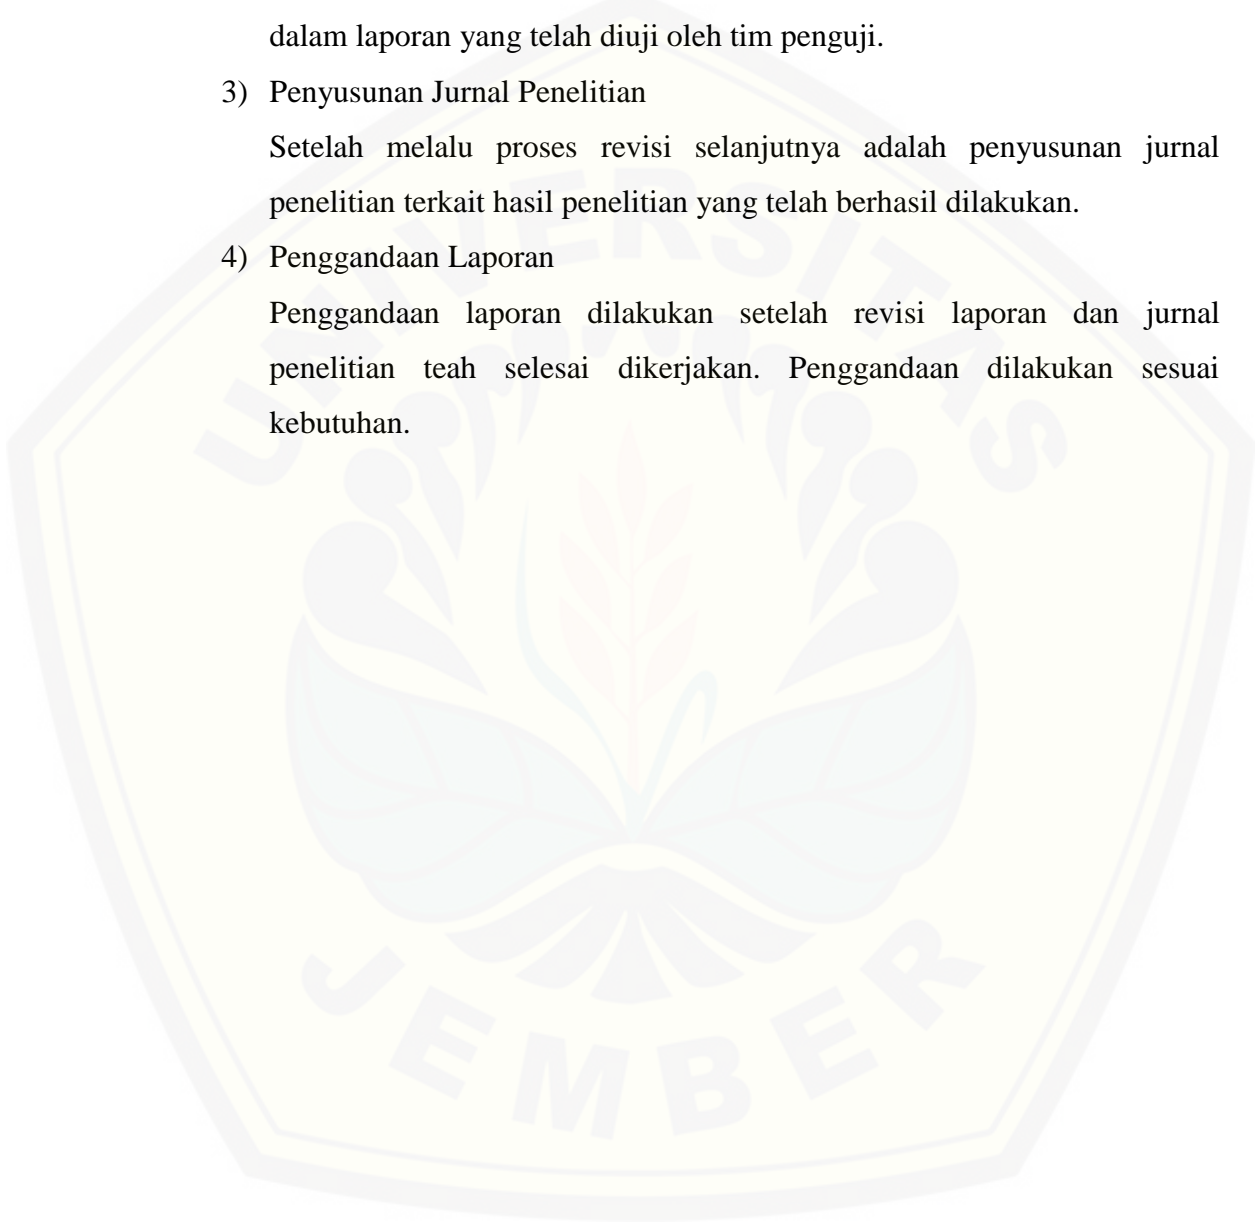 dalam laporan yang telah diuji oleh tim penguji.
3) Penyusunan Jurnal Penelitian
Setelah melalu proses revisi selanjutnya adalah penyusunan jurnal
penelitian terkait hasil penelitian yang telah berhasil dilakukan.
4) Penggandaan Laporan
Penggandaan laporan dilakukan setelah revisi laporan dan jurnal
penelitian teah selesai dikerjakan. Penggandaan dilakukan sesuai
kebutuhan.
UNIVERSITAS
JEMBER